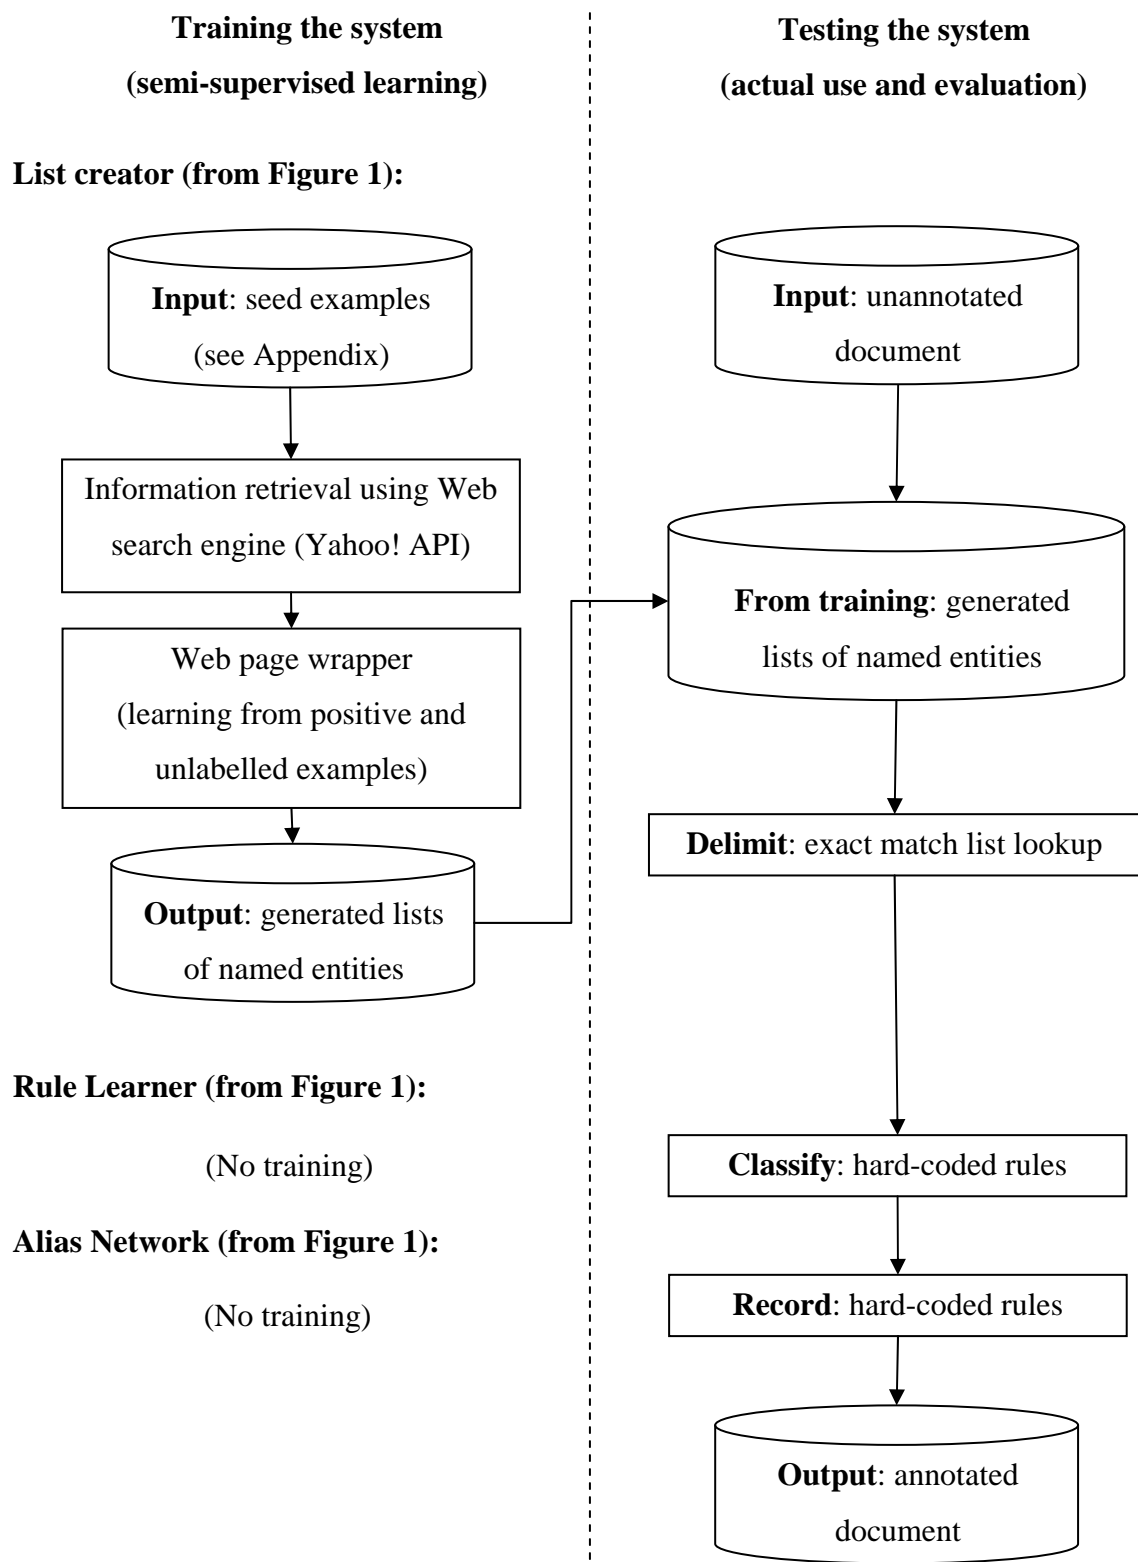 Training the system
(semi-supervised learning)
List creator (from Figure 1):
Input: seed examples
(see Appendix)
Information retrieval using Web
search engine (Yahoo! API)
Web page wrapper
(learning from positive and
unlabelled examples)
Output: generated lists
of named entities
Rule Learner (from Figure 1):
(No training)
Alias Network (from Figure 1):
(No training)
Testing the system
(actual use and evaluation)
Input: unannotated
document
From training: generated
lists of named entities
Delimit: exact match list lookup
Classify: hard-coded rules
Record: hard-coded rules
Output: annotated
document